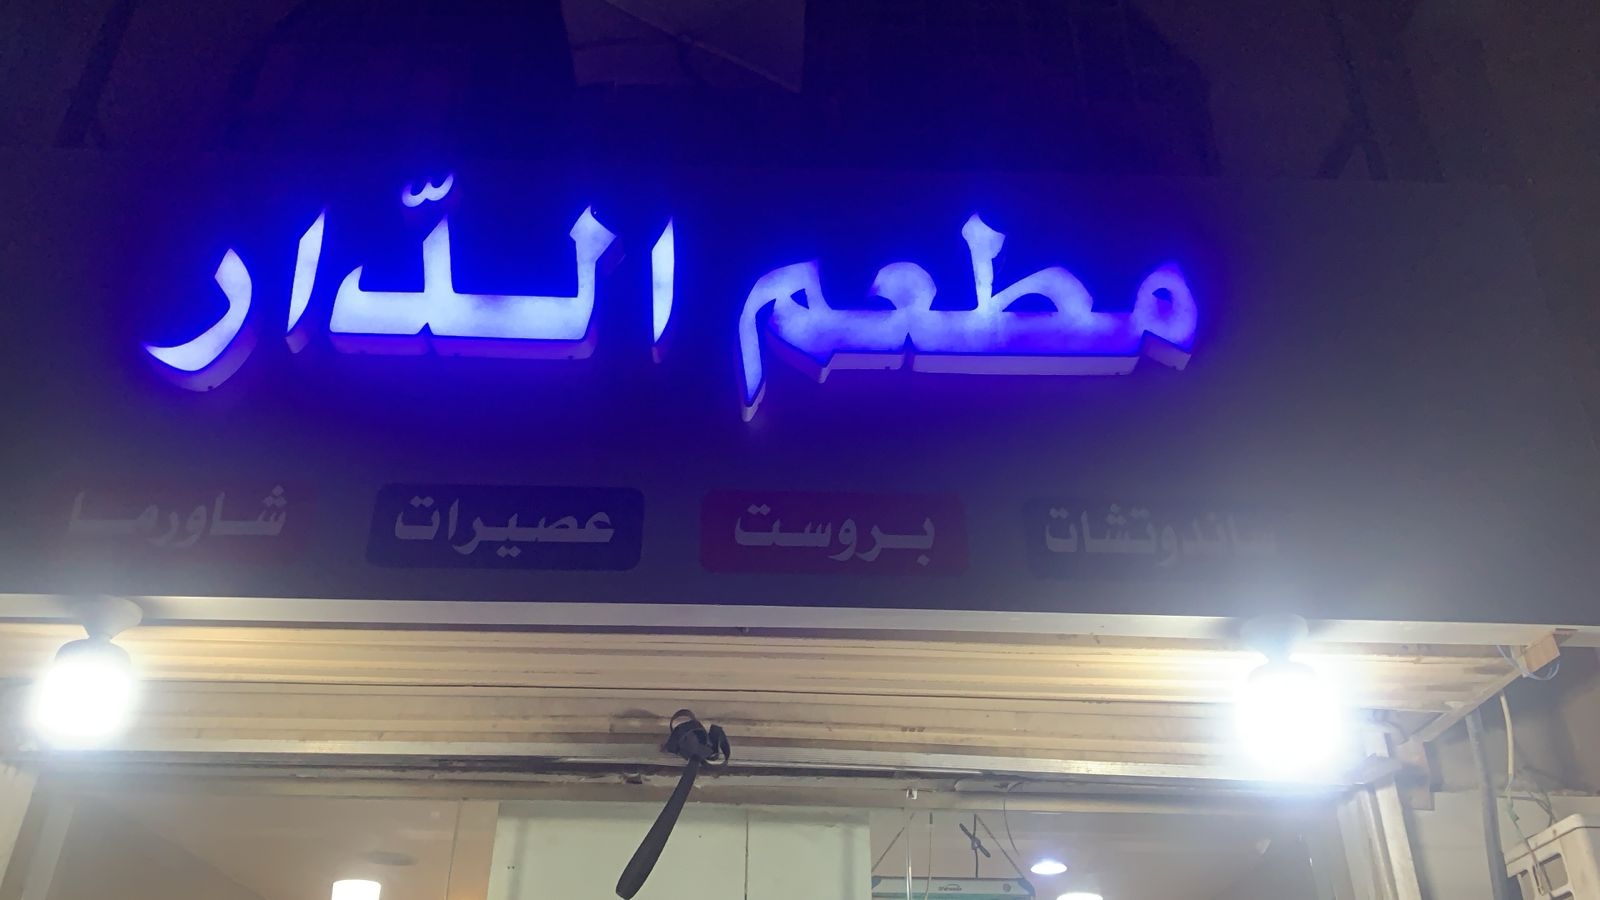 مطعم الدّار
ساندوتشات بروست عصيرات شاورما